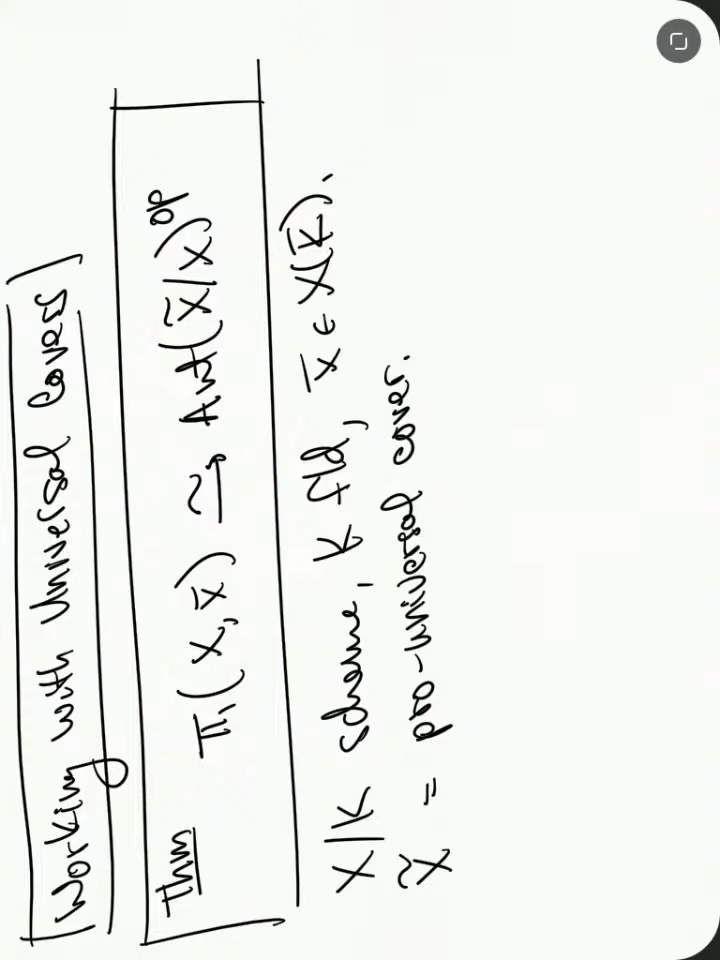 Working with Universal Covers
Thm π₁(X, x̄) ⥲ Aut(X̃/X)ᵒᵖ
X/K scheme, K fld, x̄ ∈ X(K̄).
X̃ = pro-universal cover.